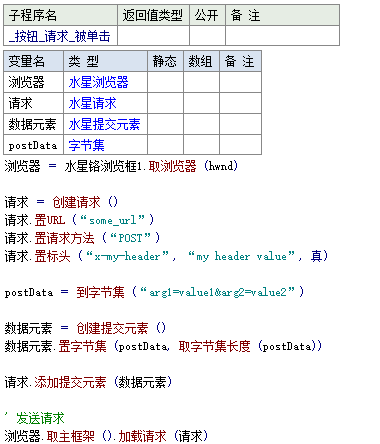 子程序名 返回值类型 公开 备 注
_按钮_请求_被单击
变量名 类 型 静态 数组 备 注
浏览器 水星浏览器
请求 水星请求
数据元素 水星提交元素
postData 字节集
浏览器 = 水星铬浏览框1.取浏览器 (hwnd)
请求 = 创建请求 ()
请求.置URL (“some_url”)
请求.置请求方法 (“POST”)
请求.置标头 (“x-my-header”, “my header value”, 真)
postData = 到字节集 (“arg1=value1&arg2=value2”)
数据元素 = 创建提交元素 ()
数据元素.置字节集 (postData, 取字节集长度 (postData))
请求.添加提交元素 (数据元素)
' 发送请求
浏览器.取主框架 ().加载请求 (请求)